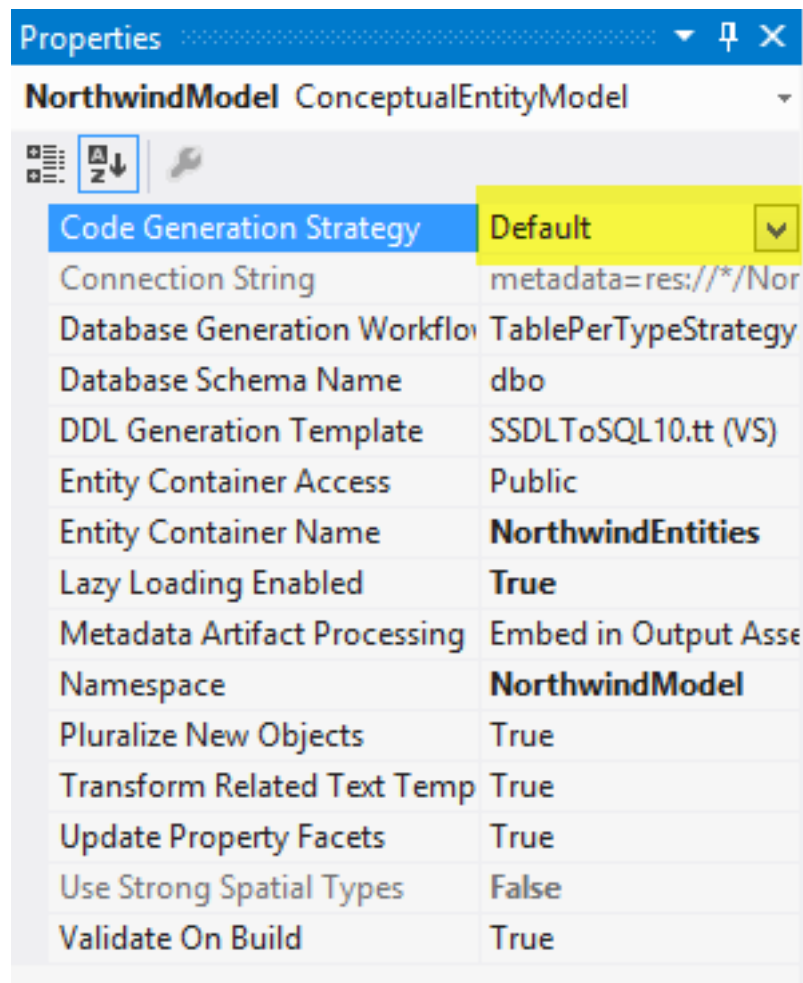 Properties
NorthwindModel ConceptualEntityModel
Code Generation Strategy Default
Connection String metadata=res://*/Nor
Database Generation Workflo TablePerTypeStrategy
Database Schema Name dbo
DDL Generation Template SSDLToSQL10.tt (VS)
Entity Container Access Public
Entity Container Name NorthwindEntities
Lazy Loading Enabled True
Metadata Artifact Processing Embed in Output Asse
Namespace NorthwindModel
Pluralize New Objects True
Transform Related Text Temp True
Update Property Facets True
Use Strong Spatial Types False
Validate On Build True